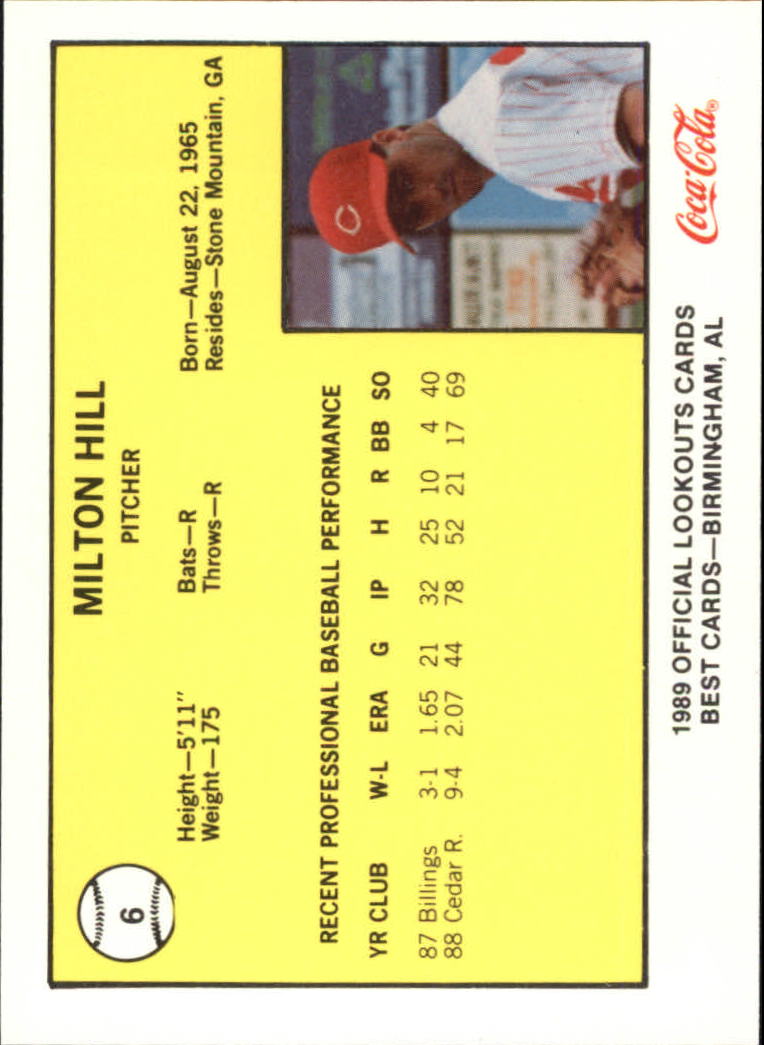 6
MILTON HILL
PITCHER
Height—5'11" Bats—R Born—August 22, 1965
Weight—175 Throws—R Resides—Stone Mountain, GA
RECENT PROFESSIONAL BASEBALL PERFORMANCE
YR CLUB W-L ERA G IP H R BB SO
87 Billings 3-1 1.65 21 32 25 10 4 40
88 Cedar R. 9-4 2.07 44 78 52 21 17 69
C
1989 OFFICIAL LOOKOUTS CARDS
BEST CARDS—BIRMINGHAM, AL
Coca-Cola®